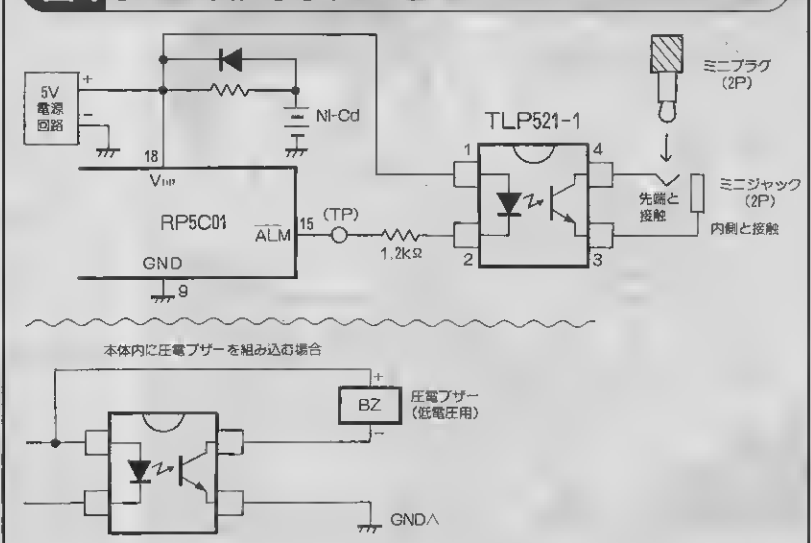 5V
電源
回路
+
−
Ni-Cd
18
VDD
RP5C01
ALM
15
(TP)
1.2kΩ
GND
9
TLP521-1
1
2
3
4
ミニプラグ
(2P)
先端と
接触
ミニジャック
(2P)
内側と接触
本体内に圧電ブザーを組み込む場合
+
BZ
−
圧電ブザー
(低電圧用)
GNDへ